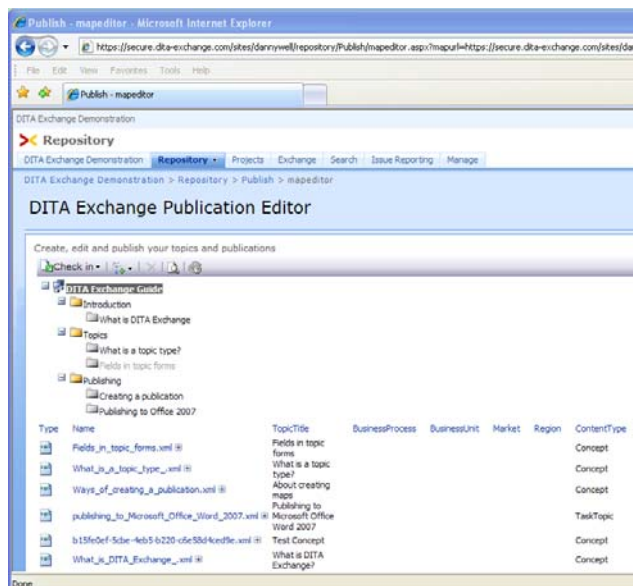 Publish - mapeditor - Microsoft Internet Explorer
https://secure.dita-exchange.com/sites/dannywell/repository/Publish/mapeditor.aspx?mapurl=https://secure.dita-exchange.com/sites/da
File Edit View Favorites Tools Help
Publish - mapeditor
DITA Exchange Demonstration
Repository
DITA Exchange Demonstration Repository Projects Exchange Search Issue Reporting Manage
DITA Exchange Demonstration > Repository > Publish > mapeditor
DITA Exchange Publication Editor
Create, edit and publish your topics and publications
Check in
DITA Exchange Guide
Introduction
What is DITA Exchange
Topics
What is a topic type?
Fields in topic forms
Publishing
Creating a publication
Publishing to Office 2007
Type Name TopicTitle BusinessProcess BusinessUnit Market Region ContentType
Fields_in_topic_forms.xml Fields in topic forms Concept
What_is_a_topic_type_.xml What is a topic type? Concept
Ways_of_creating_a_publication.xml About creating maps Concept
publishing_to_Microsoft_Office_Word_2007.xml Publishing to Microsoft Office Word 2007 TaskTopic
Test Concept Concept
What_is_DITA_Exchange_.xml What is DITA Exchange? Concept
Done